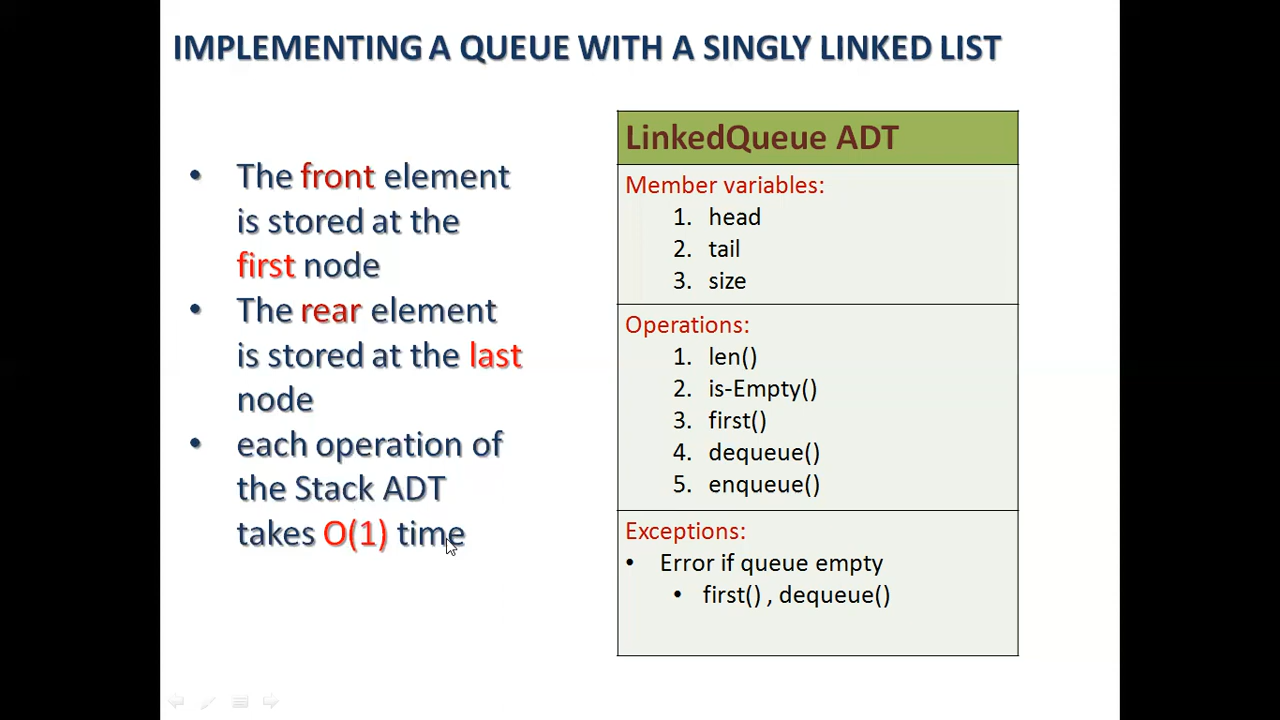 IMPLEMENTING A QUEUE WITH A SINGLY LINKED LIST
• The front element
is stored at the
first node
• The rear element
is stored at the last
node
• each operation of
the Stack ADT
takes O(1) time
LinkedQueue ADT
Member variables:
1. head
2. tail
3. size
Operations:
1. len()
2. is-Empty()
3. first()
4. dequeue()
5. enqueue()
Exceptions:
• Error if queue empty
• first() , dequeue()